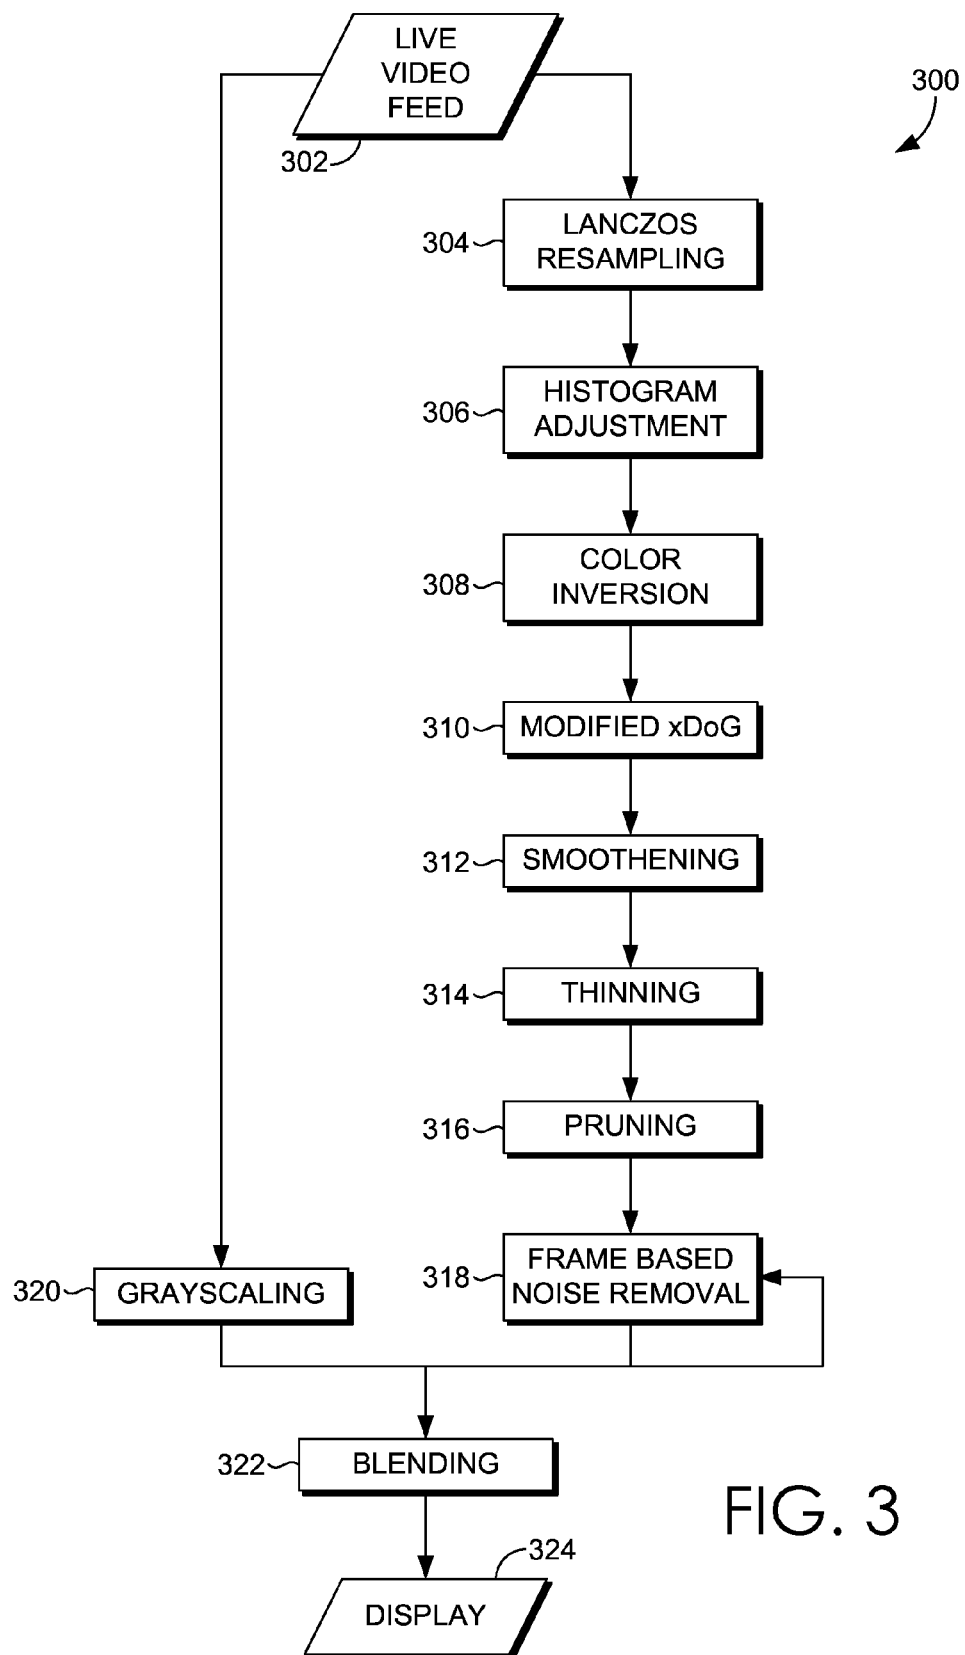 LIVE
VIDEO
FEED
302
300
304
LANCZOS
RESAMPLING
306
HISTOGRAM
ADJUSTMENT
308
COLOR
INVERSION
310
MODIFIED xDoG
312
SMOOTHENING
314
THINNING
316
PRUNING
318
FRAME BASED
NOISE REMOVAL
320
GRAYSCALING
322
BLENDING
FIG. 3
324
DISPLAY